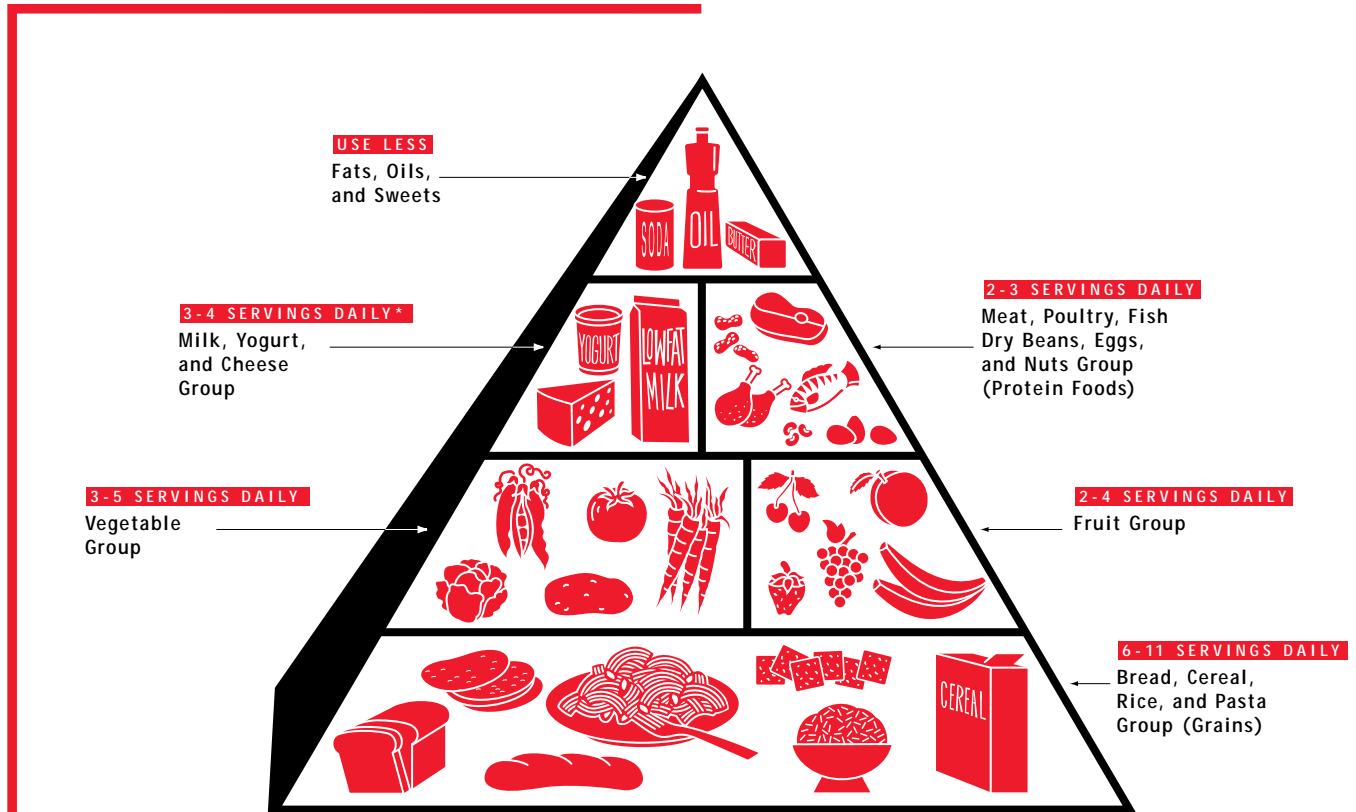 USE LESS
Fats, Oils,
and Sweets
SODA
OIL
BUTTER
3-4 SERVINGS DAILY*
Milk, Yogurt,
and Cheese
Group
YOGURT
LOWFAT
MILK
2-3 SERVINGS DAILY
Meat, Poultry, Fish
Dry Beans, Eggs,
and Nuts Group
(Protein Foods)
3-5 SERVINGS DAILY
Vegetable
Group
2-4 SERVINGS DAILY
Fruit Group
6-11 SERVINGS DAILY
Bread, Cereal,
Rice, and Pasta
Group (Grains)
CEREAL